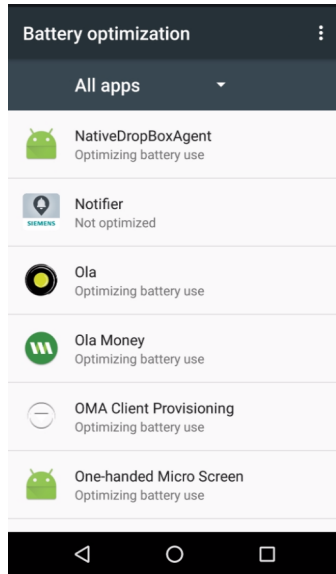 Battery optimization
All apps
NativeDropBoxAgent
Optimizing battery use
Notifier
Not optimized
SIEMENS
Ola
Optimizing battery use
Ola Money
Optimizing battery use
OMA Client Provisioning
Optimizing battery use
One-handed Micro Screen
Optimizing battery use